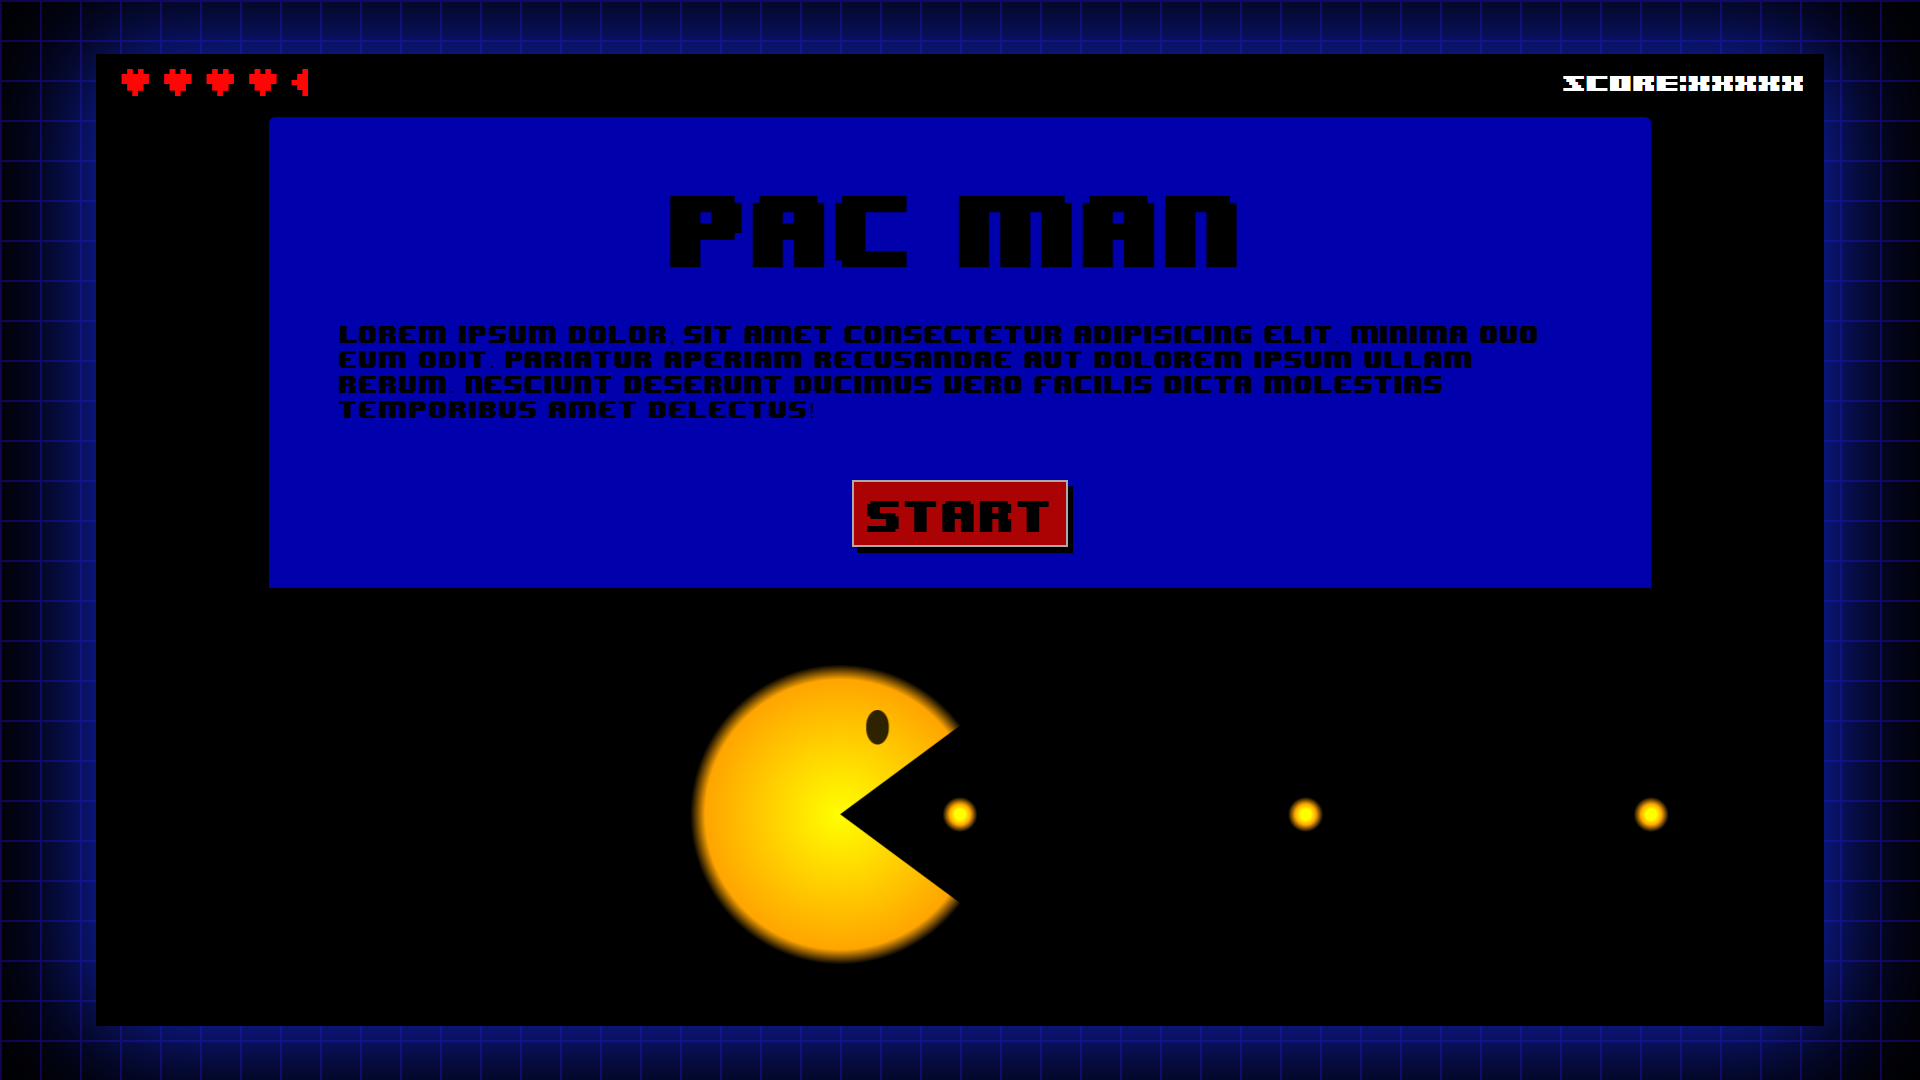 SCORE:XXXXX
PAC MAN
LOREM IPSUM DOLOR, SIT AMET CONSECTETUR ADIPISICING ELIT. MINIMA QUO
EUM ODIT, PARIATUR APERIAM RECUSANDAE AUT DOLOREM IPSUM ULLAM
RERUM. NESCIUNT DESERUNT DUCIMUS VERO FACILIS DICTA MOLESTIAS
TEMPORIBUS AMET DELECTUS!
START